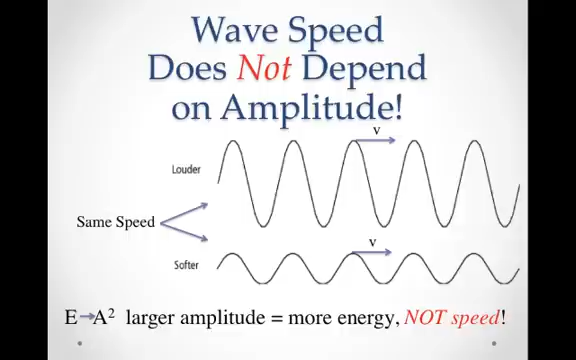 Wave Speed
Does Not Depend
on Amplitude!
v
Louder
Same Speed
v
Softer
E→A² larger amplitude = more energy, NOT speed!